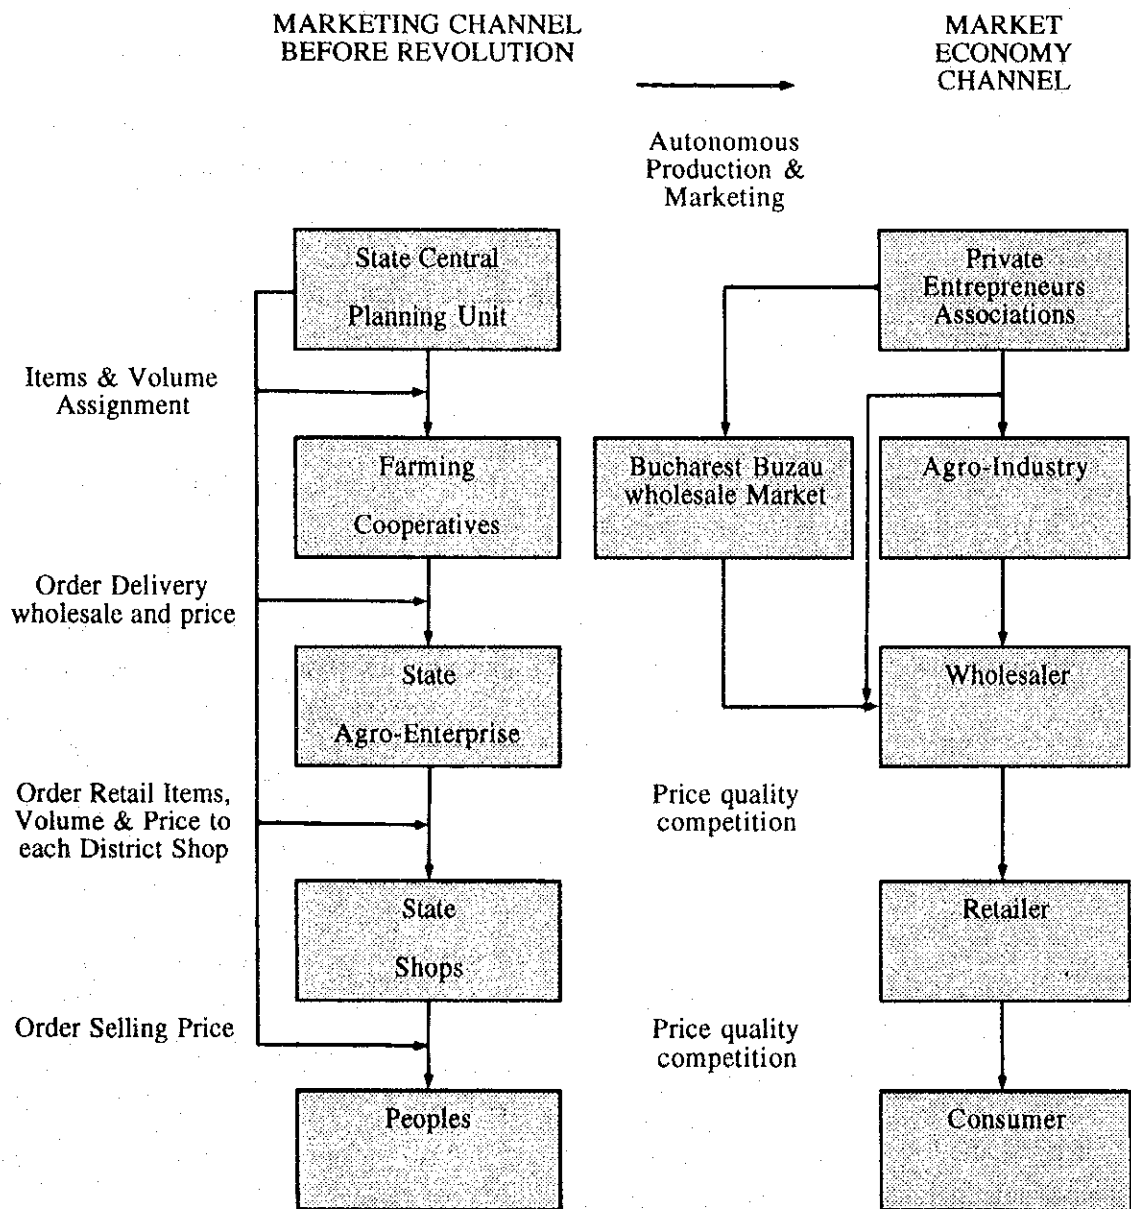 MARKETING CHANNEL
BEFORE REVOLUTION
MARKET
ECONOMY
CHANNEL
Autonomous
Production &
Marketing
State Central
Planning Unit
Private
Entrepreneurs
Associations
Items & Volume
Assignment
Farming
Cooperatives
Bucharest Buzau
wholesale Market
Agro-Industry
Order Delivery
wholesale and price
State
Agro-Enterprise
Wholesaler
Order Retail Items,
Volume & Price to
each District Shop
Price quality
competition
State
Shops
Retailer
Order Selling Price
Price quality
competition
Peoples
Consumer